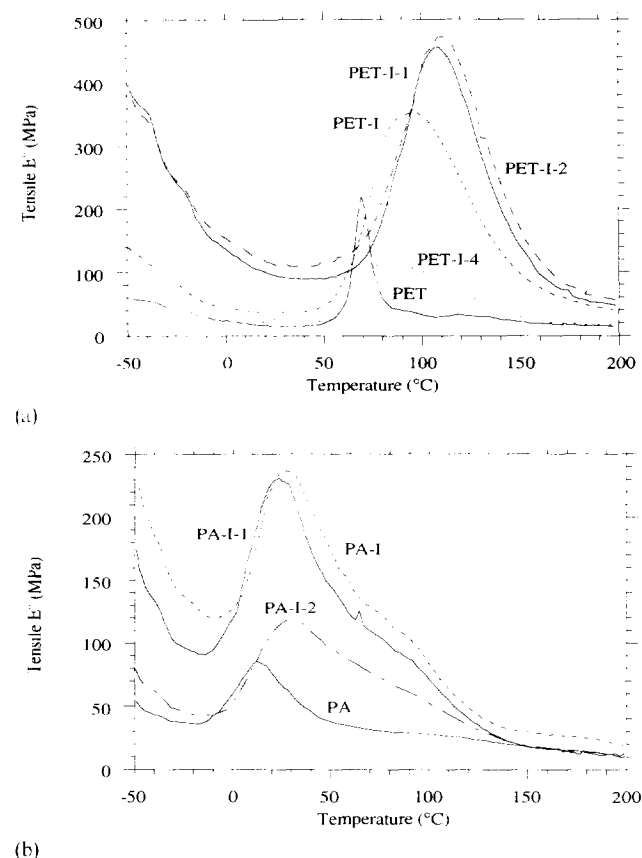 500
400
300
200
100
0
Tensile E" (MPa)
PET-I-1
PET-I
PET-I-2
PET-I-4
PET
-50 0 50 100 150 200
Temperature (°C)
(a)
250
200
150
100
50
0
Tensile E" (MPa)
PA-I-1
PA-I
PA-I-2
PA
-50 0 50 100 150 200
Temperature (°C)
(b)